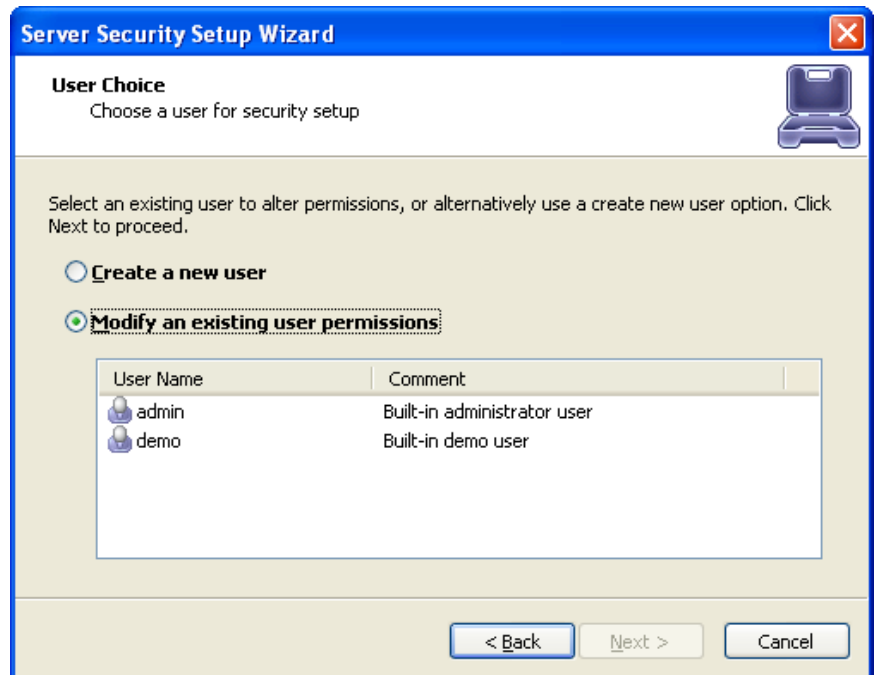 Server Security Setup Wizard
User Choice
Choose a user for security setup
Select an existing user to alter permissions, or alternatively use a create new user option. Click
Next to proceed.
Create a new user
Modify an existing user permissions
User Name Comment
admin Built-in administrator user
demo Built-in demo user
< Back Next > Cancel